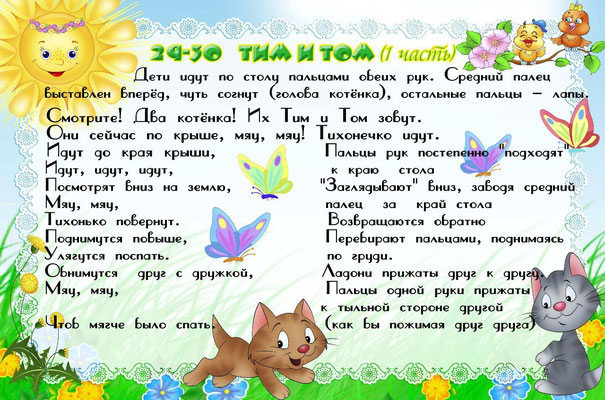 29-30 ТИМ И ТОМ (1 часть)
Дети идут по столу пальцами обеих рук. Средний палец
выставлен вперёд, чуть согнут (голова котёнка), остальные пальцы – лапы.
Смотрите! Два котёнка! Их Тим и Том зовут.
Они сейчас по крыше, мяу, мяу! Тихонечко идут.
Идут до края крыши, Пальцы рук постепенно "подходят"
Идут, идут, идут, к краю стола
Посмотрят вниз на землю, "Заглядывают" вниз, заводя средний
Мяу, мяу, палец за край стола
Тихонько повернут. Возвращаются обратно
Поднимутся повыше, Перебирают пальцами, поднимаясь
Улягутся поспать. по груди.
Обнимутся друг с дружкой, Ладони прижаты друг к другу.
Мяу, мяу, Пальцы одной руки прижаты
к тыльной стороне другой
Чтоб мягче было спать. (как бы пожимая друг друга)